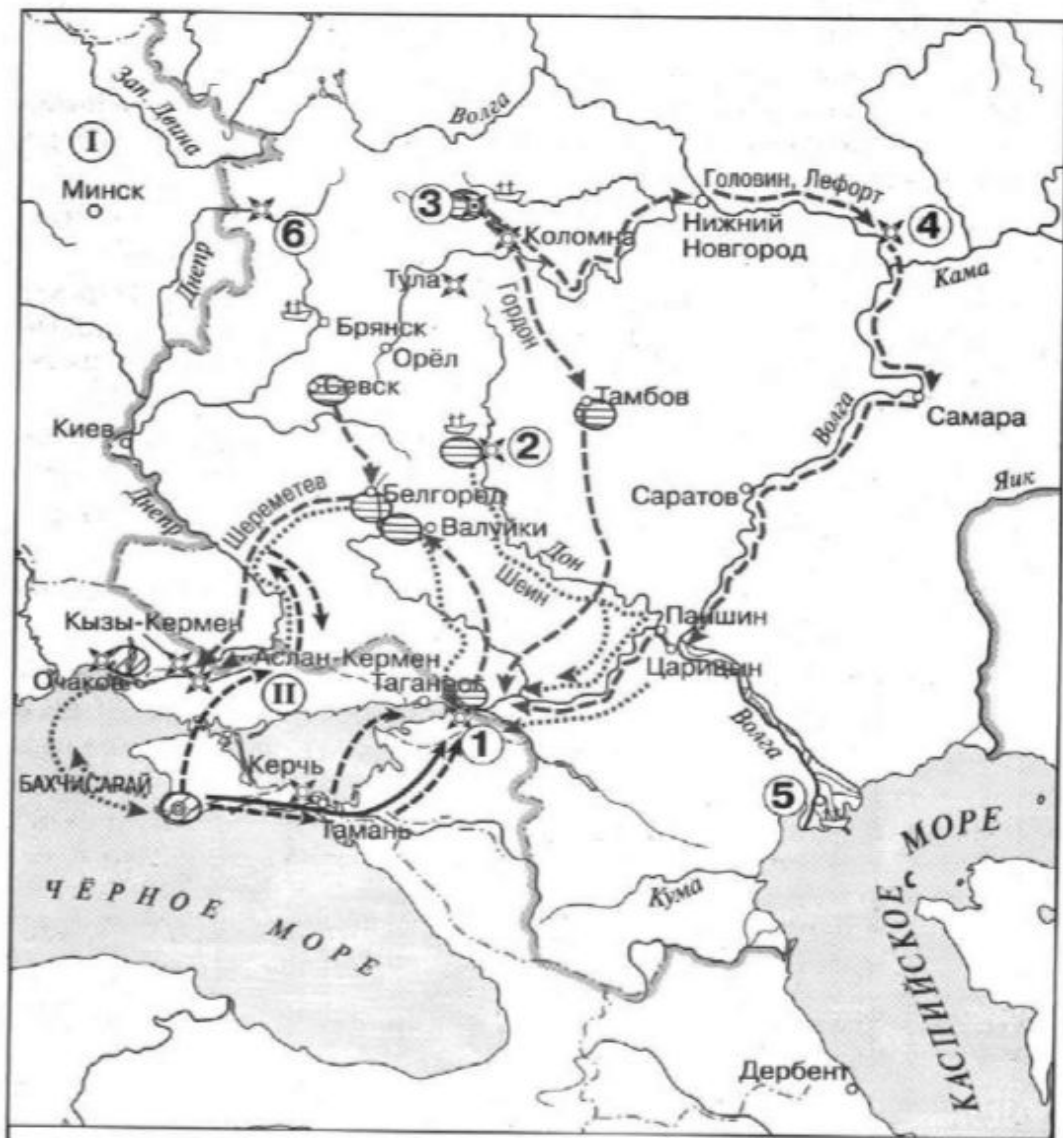 Зап. Двина
Волга
I
Минск
3
Головин, Лефорт
4
6
Коломна
Нижний
Новгород
Кама
Днепр
Тула
Гордон
Брянск
Орёл
Севск
Тамбов
Волга
Самара
Киев
2
Саратов
Яик
Днепр
Шереметев
Белгород
Валуйки
Дон
Шеин
Кызы-Кермен
Паншин
Аслан-Кермен
Царицын
Очаков
II
Таганрог
Волга
1
Керчь
БАХЧИСАРАЙ
5
Тамань
МОРЕ
Кума
ЧЁРНОЕ МОРЕ
КАСПИЙСКОЕ
Дербент